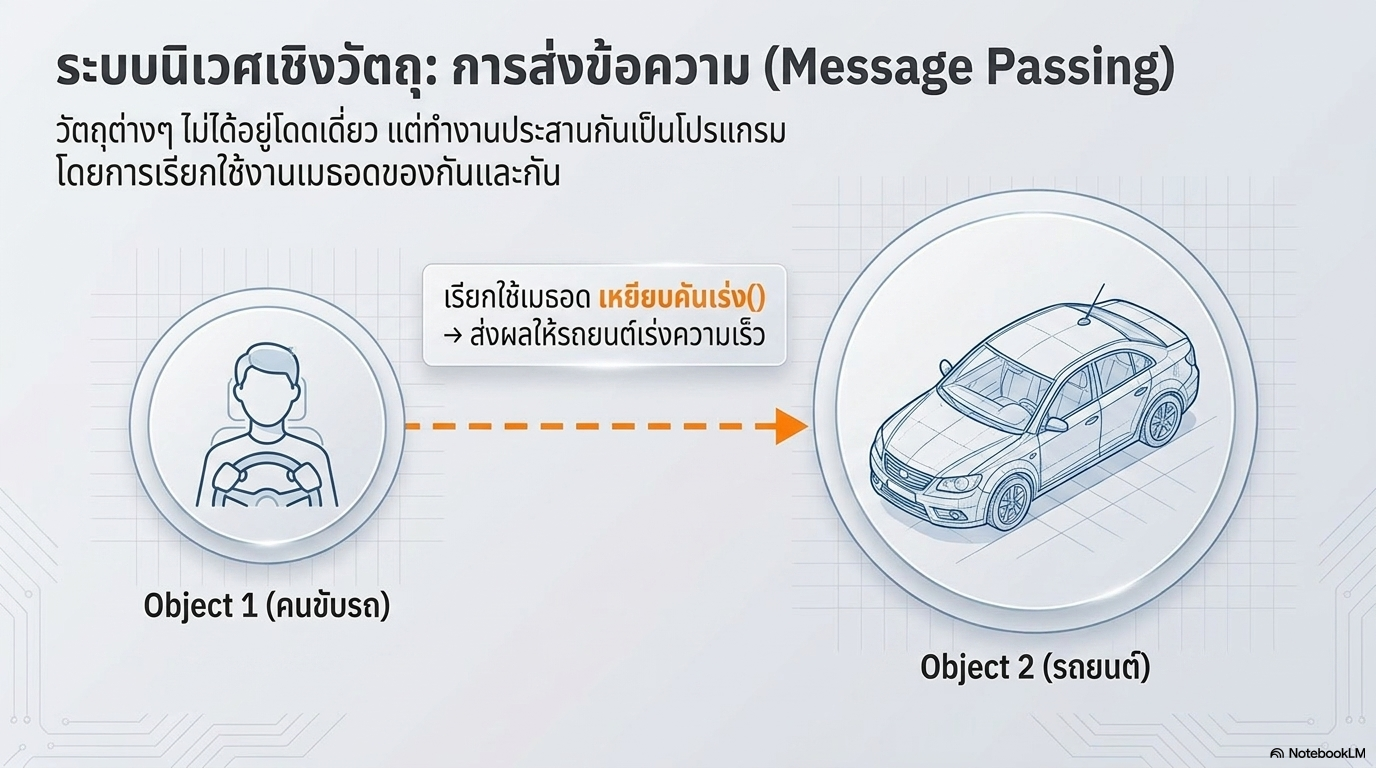 ระบบนิเวศเชิงวัตถุ: การส่งข้อความ (Message Passing)
วัตถุต่างๆ ไม่ได้อยู่โดดเดี่ยว แต่ทำงานประสานกันเป็นโปรแกรม
โดยการเรียกใช้งานเมธอดของกันและกัน
เรียกใช้เมธอด เหยียบคันเร่ง()
→ ส่งผลให้รถยนต์เร่งความเร็ว
Object 1 (คนขับรถ)
Object 2 (รถยนต์)
NotebookLM